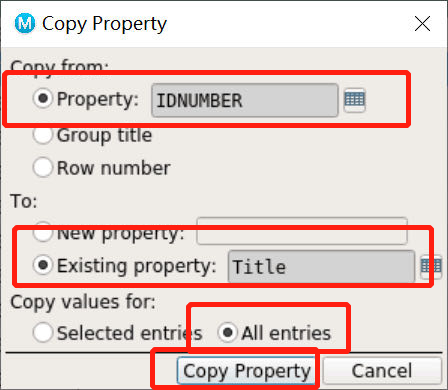 M Copy Property
Copy from:
Property: IDNUMBER
Group title
Row number
To:
New property:
Existing property: Title
Copy values for:
Selected entries All entries
Copy Property Cancel